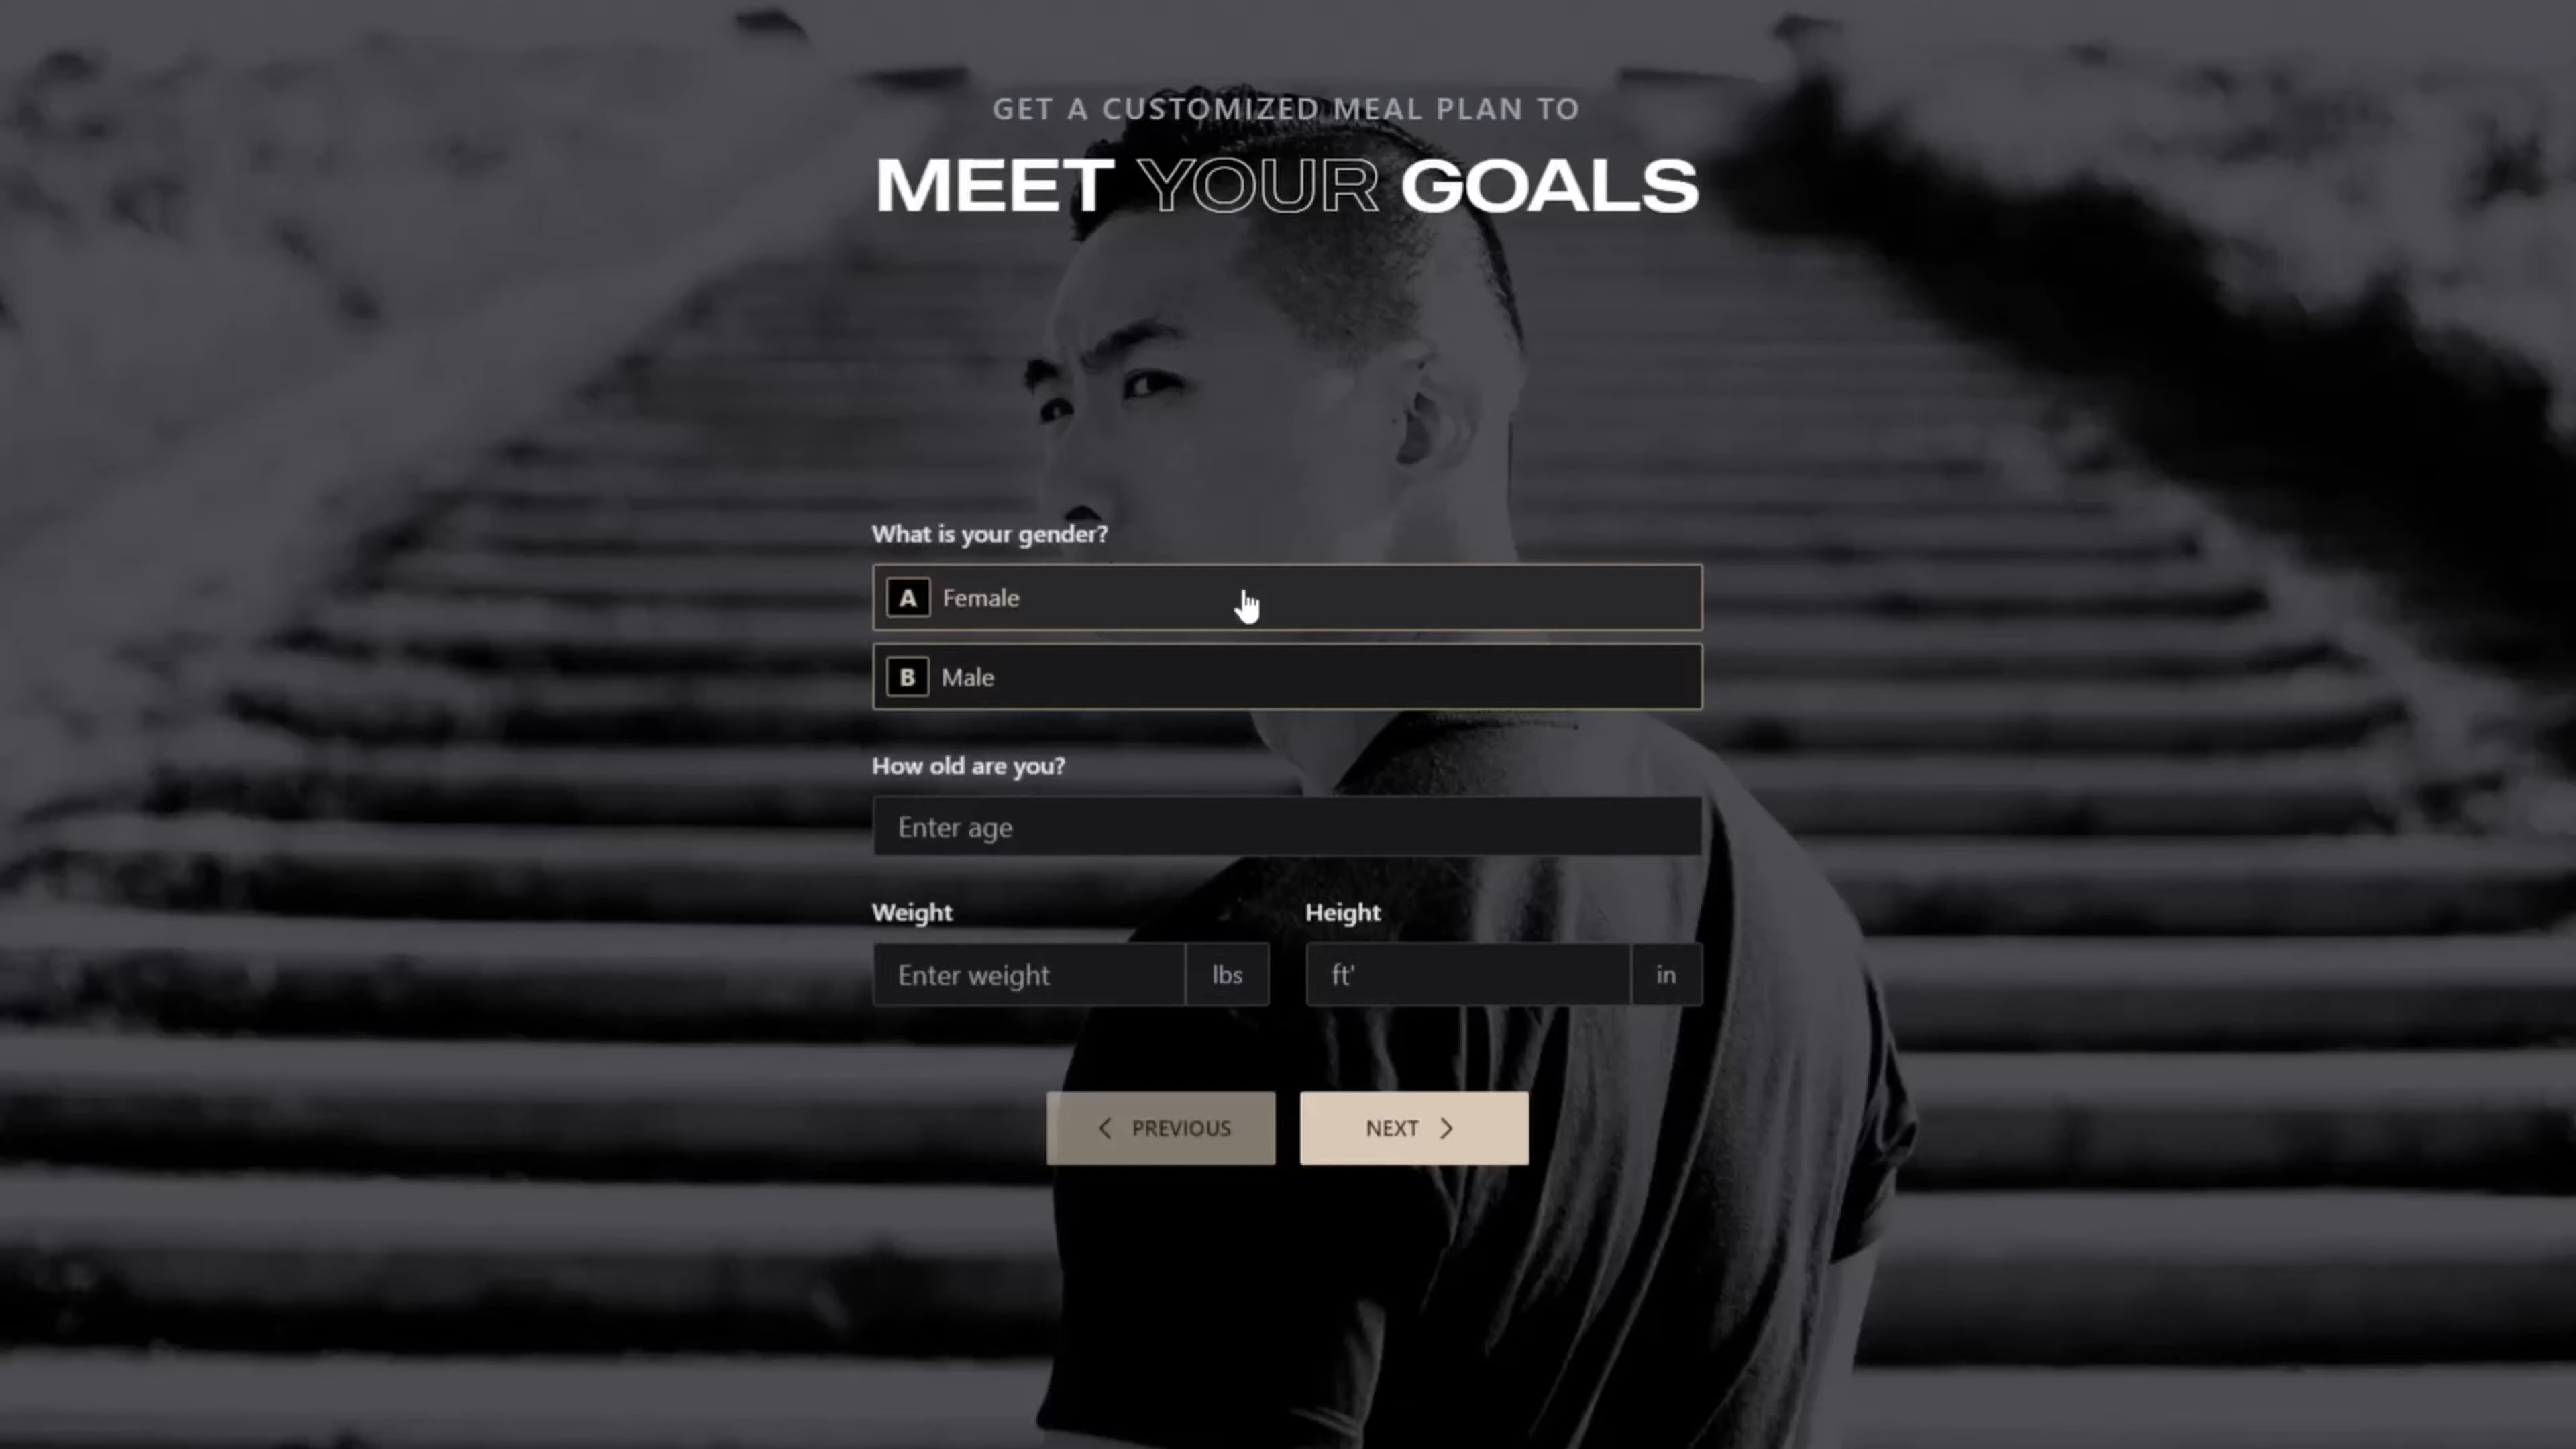 GET A CUSTOMIZED MEAL PLAN TO
MEET YOUR GOALS
What is your gender?
A Female
B Male
How old are you?
Enter age
Weight Height
Enter weight lbs ft' in
PREVIOUS NEXT